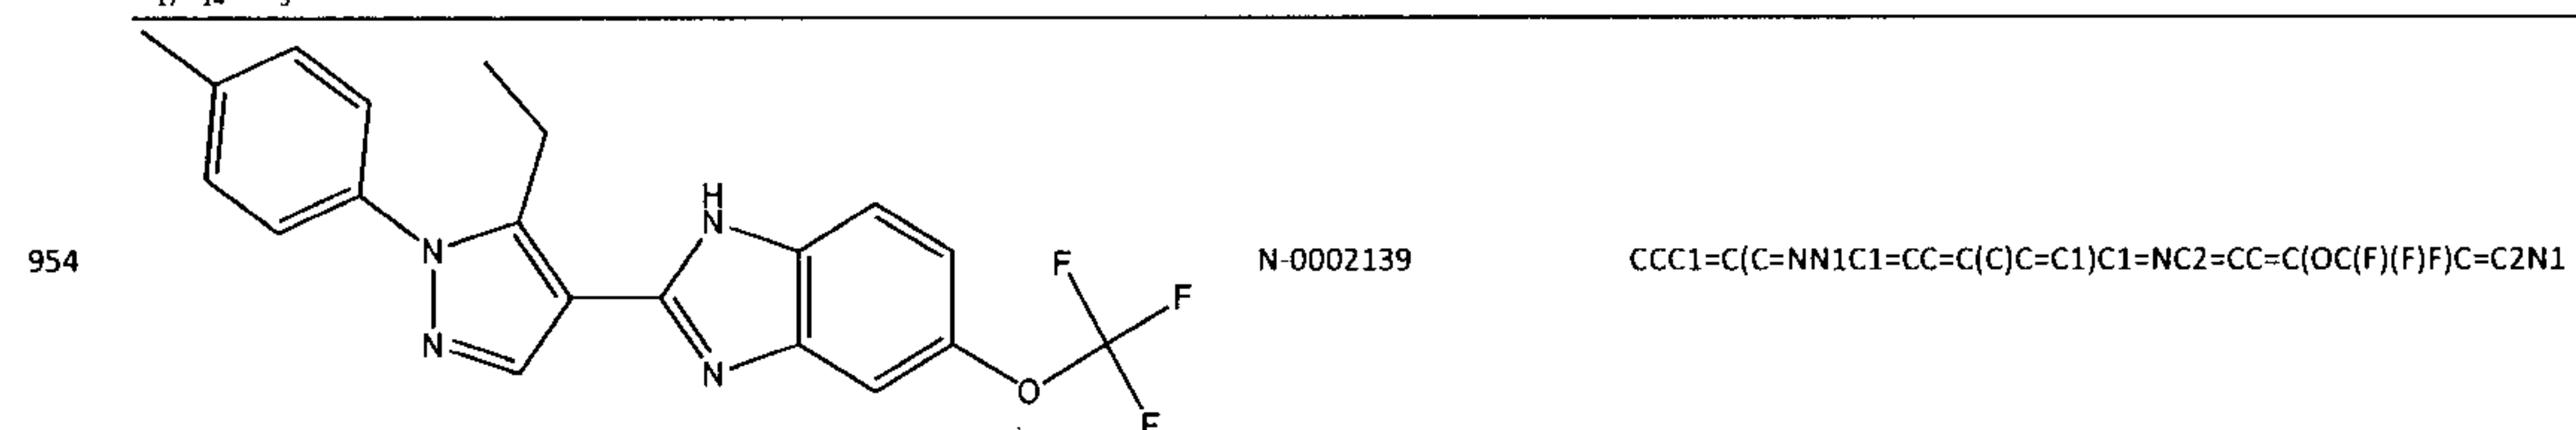 954
H
N
N
N
N
O
F
F
F
N-0002139
CCC1=C(C=NN1C1=CC=C(C)C=C1)C1=NC2=CC=C(OC(F)(F)F)C=C2N1